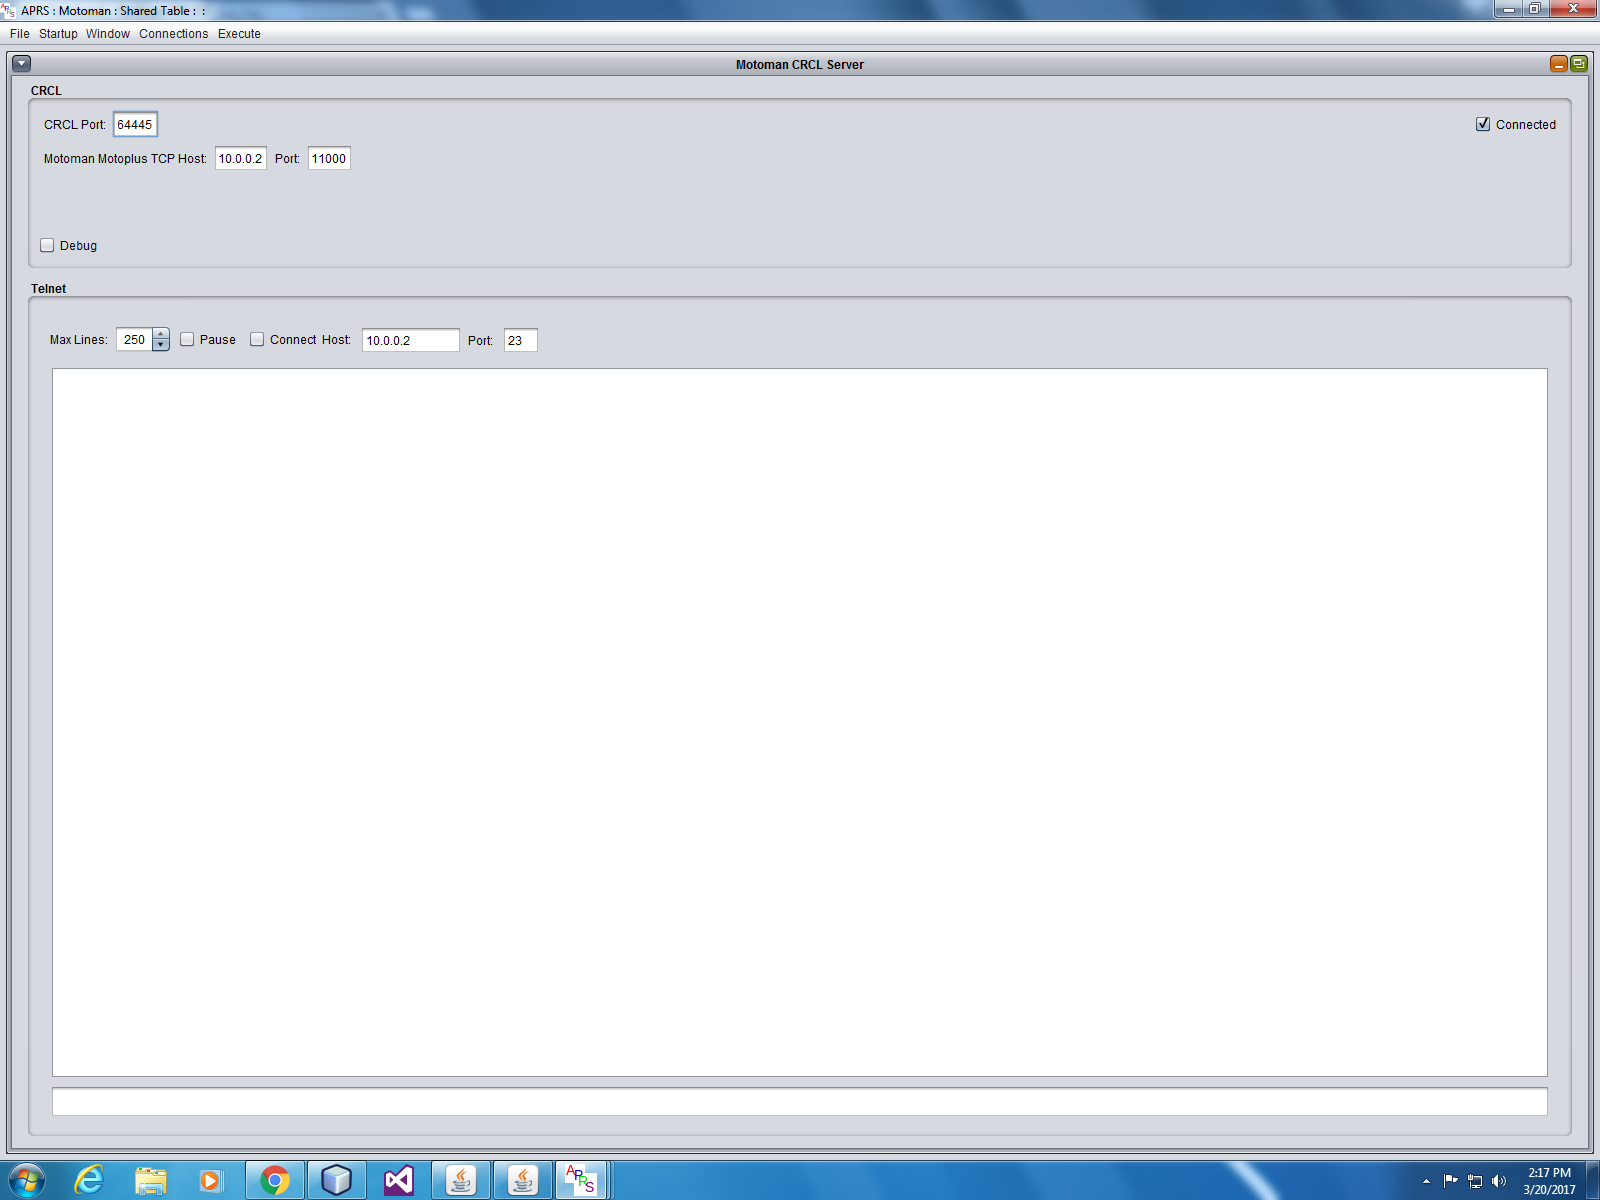 APRS : Motoman : Shared Table : :
File Startup Window Connections Execute
Motoman CRCL Server
CRCL
CRCL Port: 64445 Connected
Motoman Motoplus TCP Host: 10.0.0.2 Port: 11000
Debug
Telnet
Max Lines: 250 Pause Connect Host: 10.0.0.2 Port: 23
APRS
2:17 PM
3/20/2017